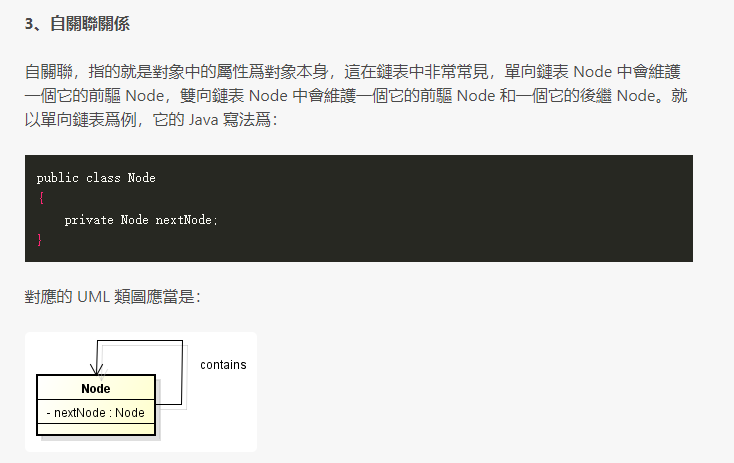 3、自關聯關係
自關聯，指的就是對象中的屬性爲對象本身，這在鏈表中非常常見，單向鏈表 Node 中會維護
一個它的前驅 Node，雙向鏈表 Node 中會維護一個它的前驅 Node 和一個它的後繼 Node。就
以單向鏈表爲例，它的 Java 寫法爲：
public class Node
{
    private Node nextNode;
}
對應的 UML 類圖應當是：
contains
Node
- nextNode : Node